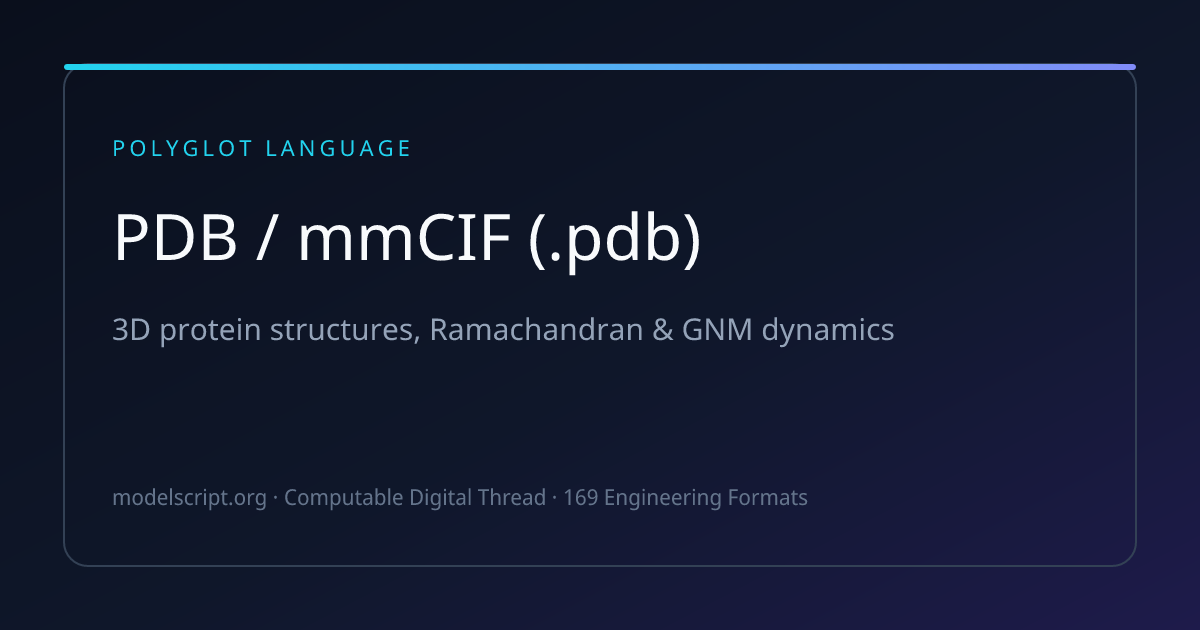 POLYGLOT LANGUAGE
PDB / mmCIF (.pdb)
3D protein structures, Ramachandran & GNM dynamics
modelscript.org · Computable Digital Thread · 169 Engineering Formats